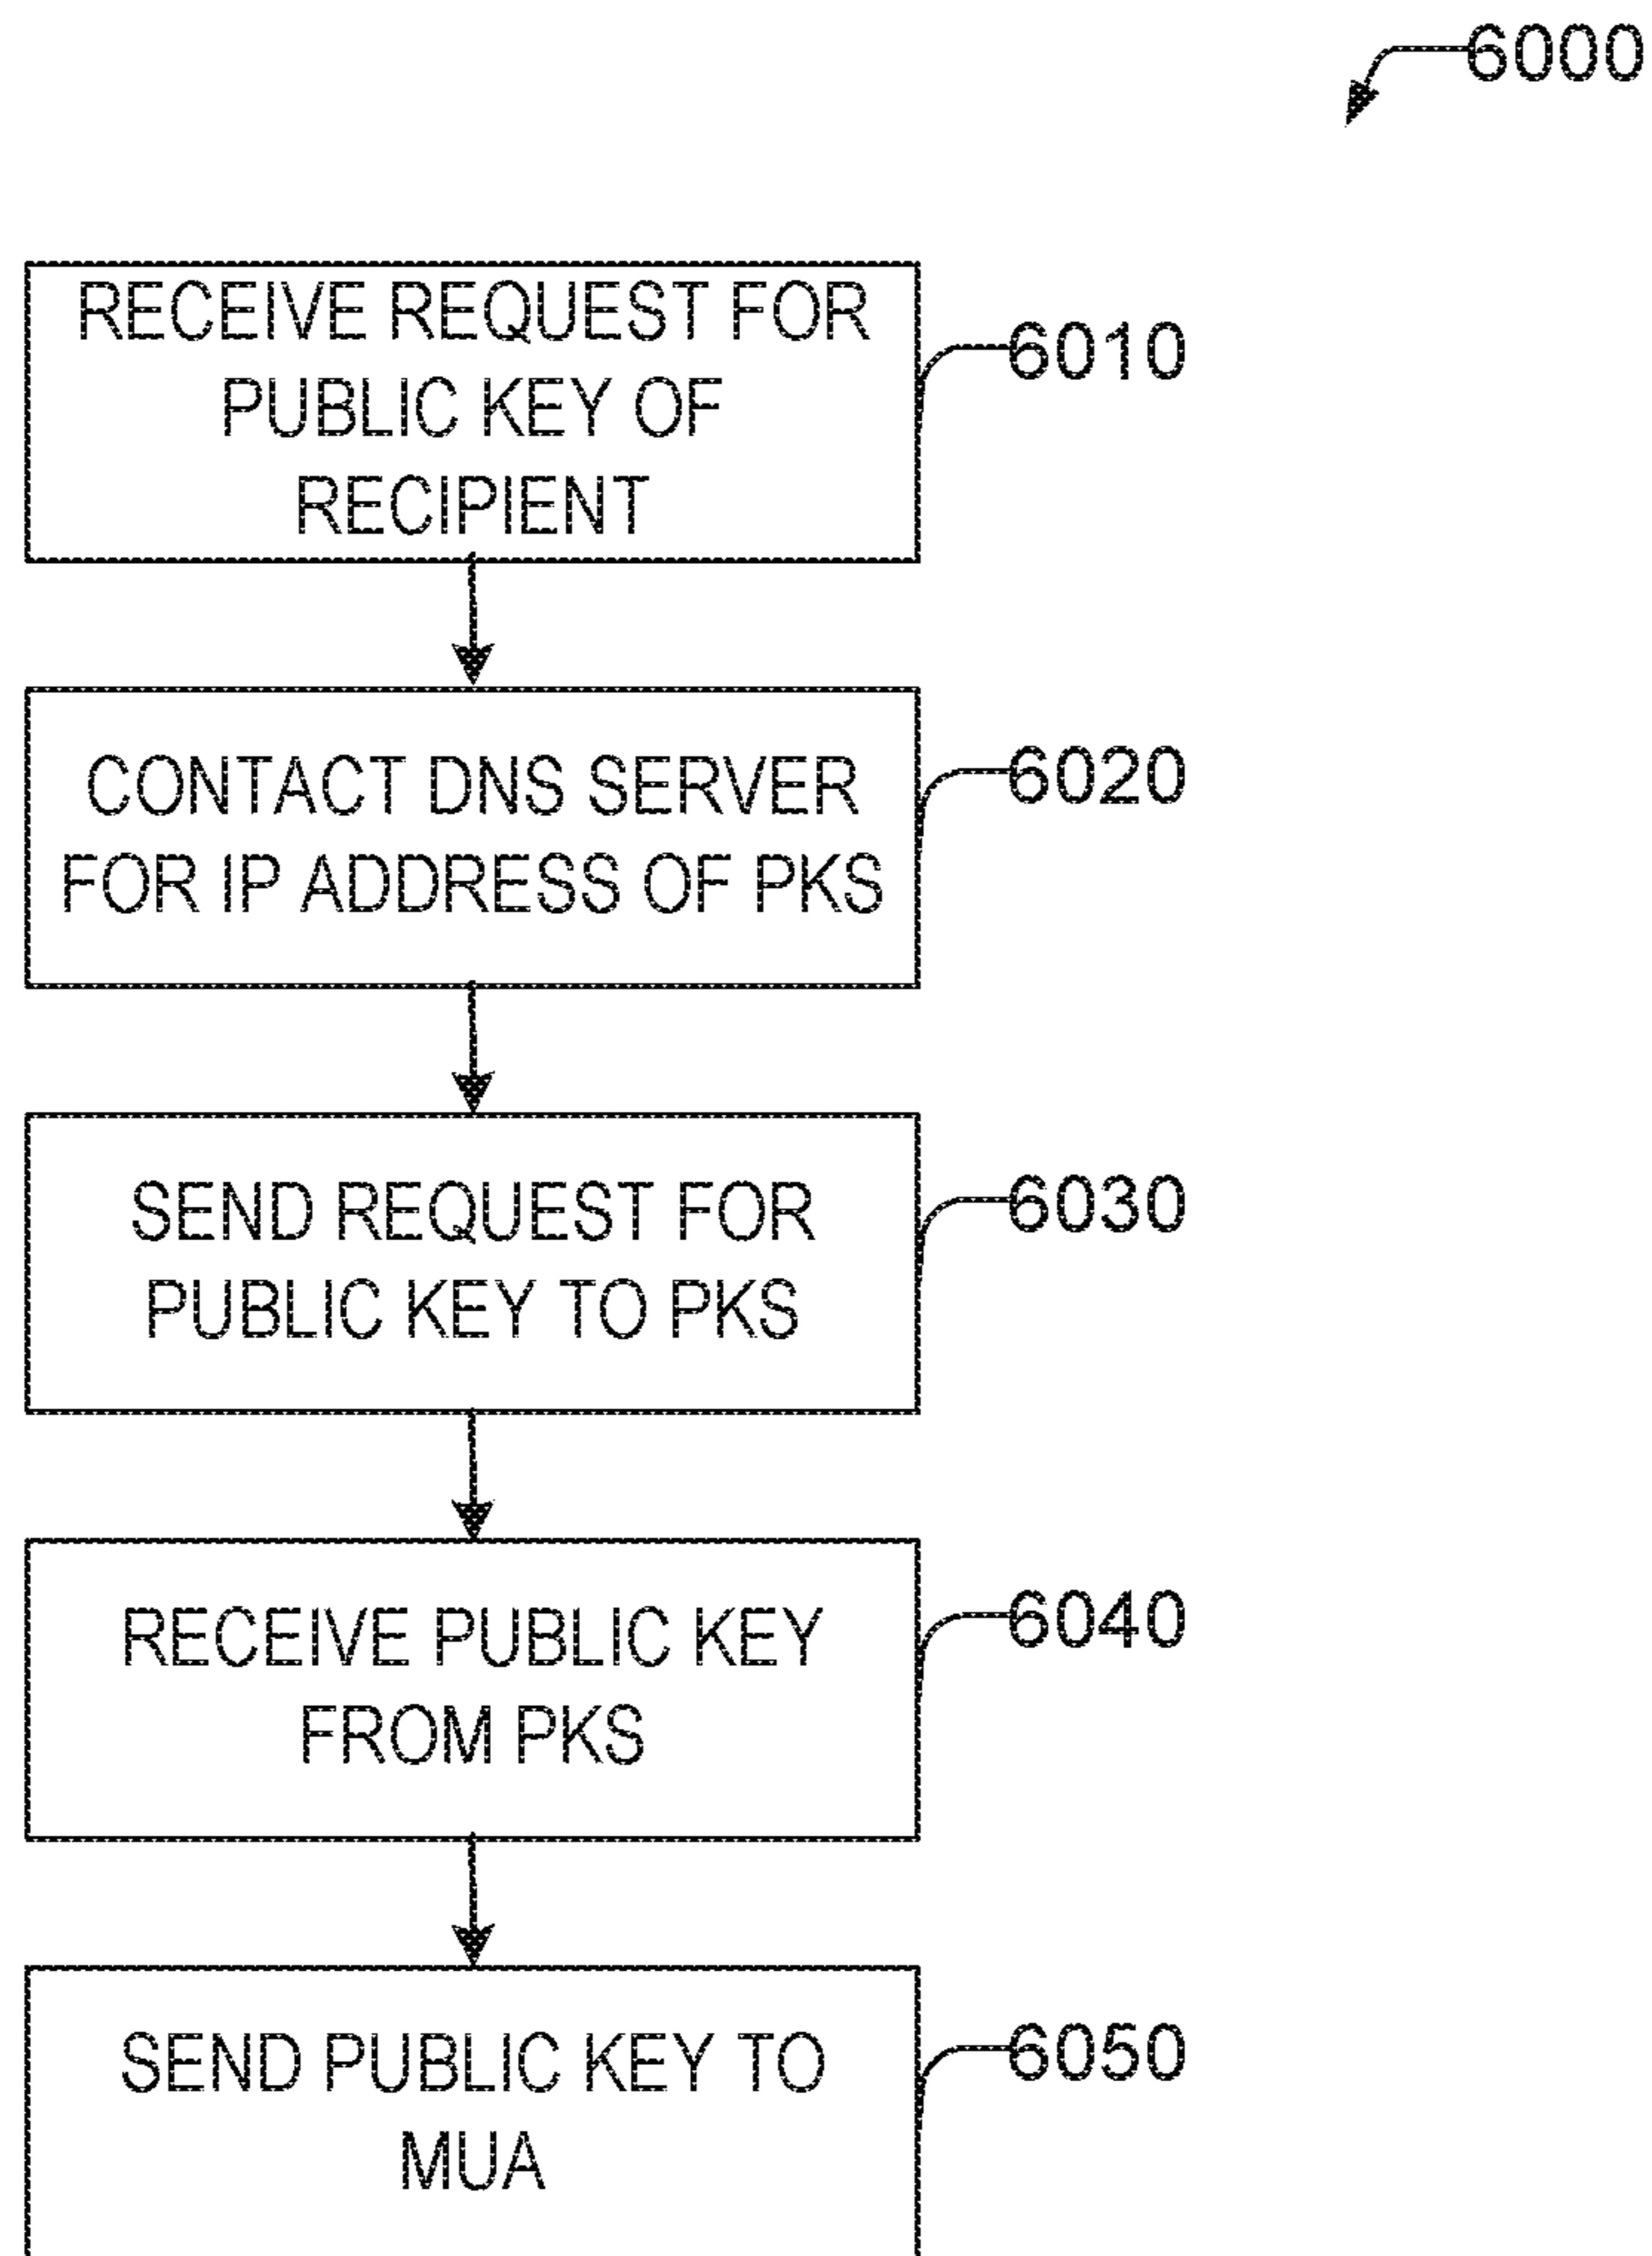 6000
RECEIVE REQUEST FOR
PUBLIC KEY OF
RECIPIENT
6010
CONTACT DNS SERVER
FOR IP ADDRESS OF PKS
6020
SEND REQUEST FOR
PUBLIC KEY TO PKS
6030
RECEIVE PUBLIC KEY
FROM PKS
6040
SEND PUBLIC KEY TO
MUA
6050